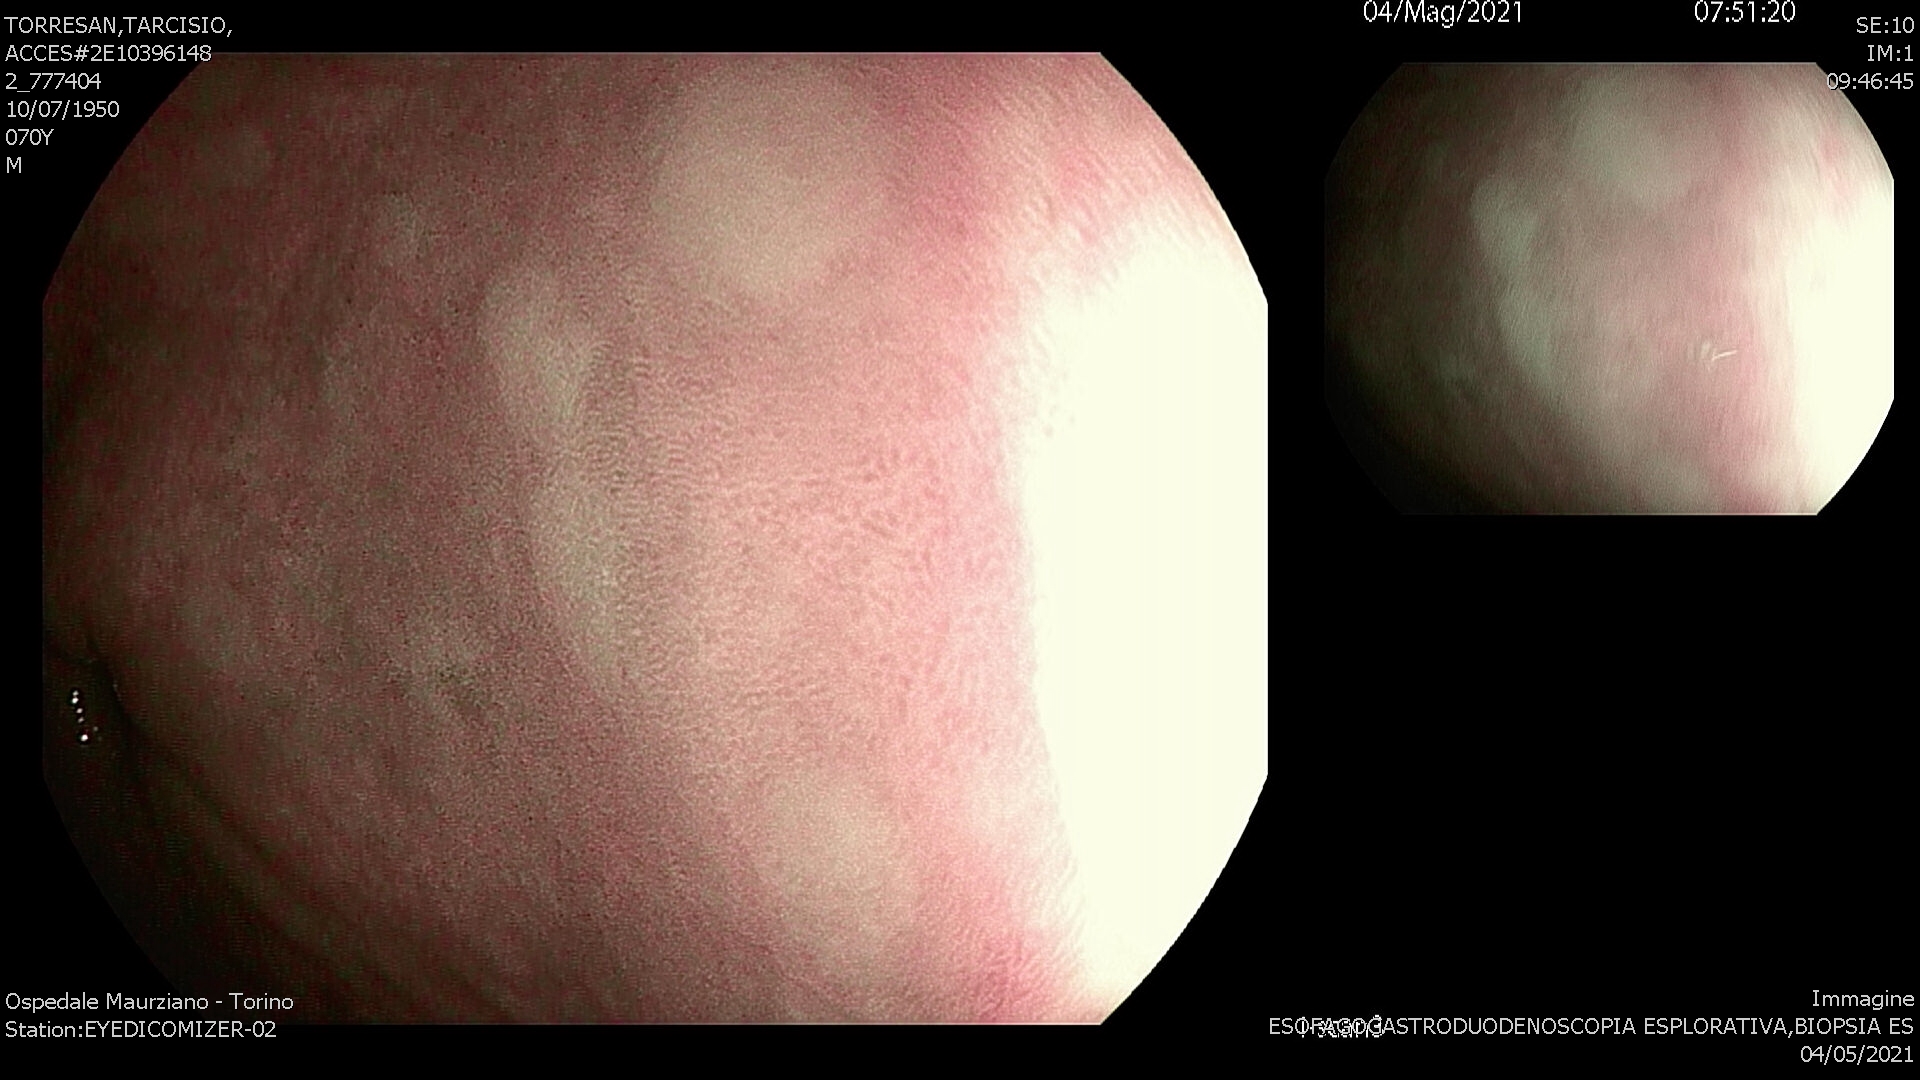 TORRESAN,TARCISIO,
ACCES#2E10396148
2_777404
10/07/1950
070Y
M
04/Mag/2021 07:51:20
SE:10
IM:1
09:46:45
Ospedale Maurziano - Torino
Station:EYEDICOMIZER-02
Immagine
ESOFAGOGASTRODUODENOSCOPIA ESPLORATIVA,BIOPSIA ES
04/05/2021